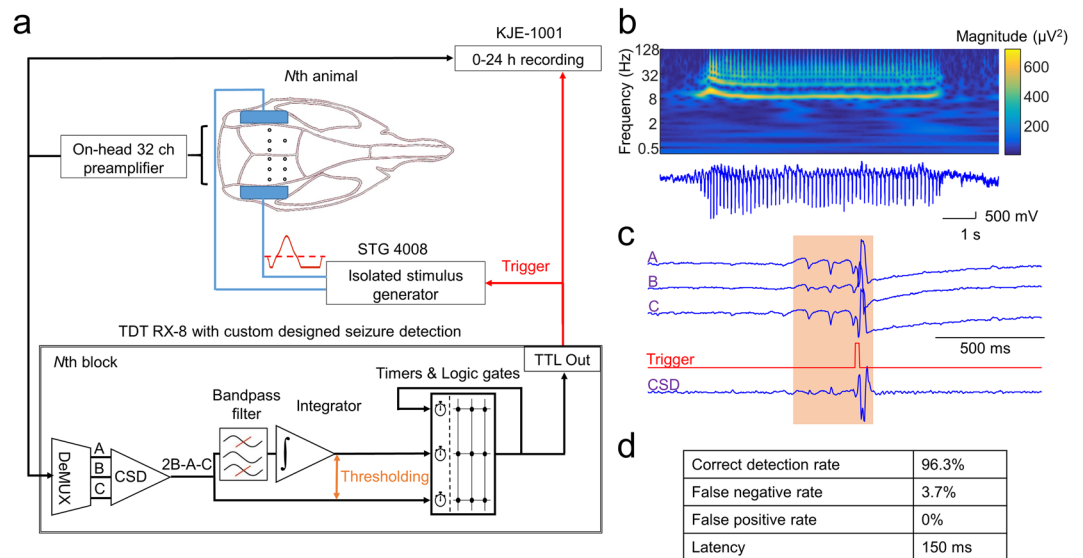 a
KJE-1001
0-24 h recording
Nth animal
On-head 32 ch
preamplifier
STG 4008
Isolated stimulus
generator
Trigger
TDT RX-8 with custom designed seizure detection
Nth block
TTL Out
Timers & Logic gates
Bandpass
filter
Integrator
DeMUX
A
B
C
CSD
2B-A-C
∫
Thresholding
b
Magnitude (µV²)
Frequency (Hz)
128
32
8
2
0.5
600
400
200
500 mV
1 s
c
A
B
C
500 ms
Trigger
CSD
d
Correct detection rate 96.3%
False negative rate 3.7%
False positive rate 0%
Latency 150 ms